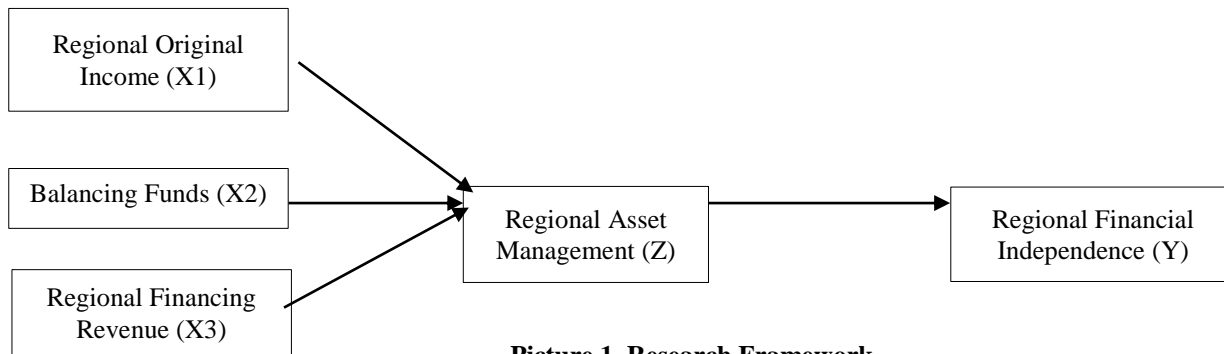 Regional Original
Income (X1)
Balancing Funds (X2)
Regional Financing
Revenue (X3)
Regional Asset
Management (Z)
Regional Financial
Independence (Y)
Picture 1. Research Framework